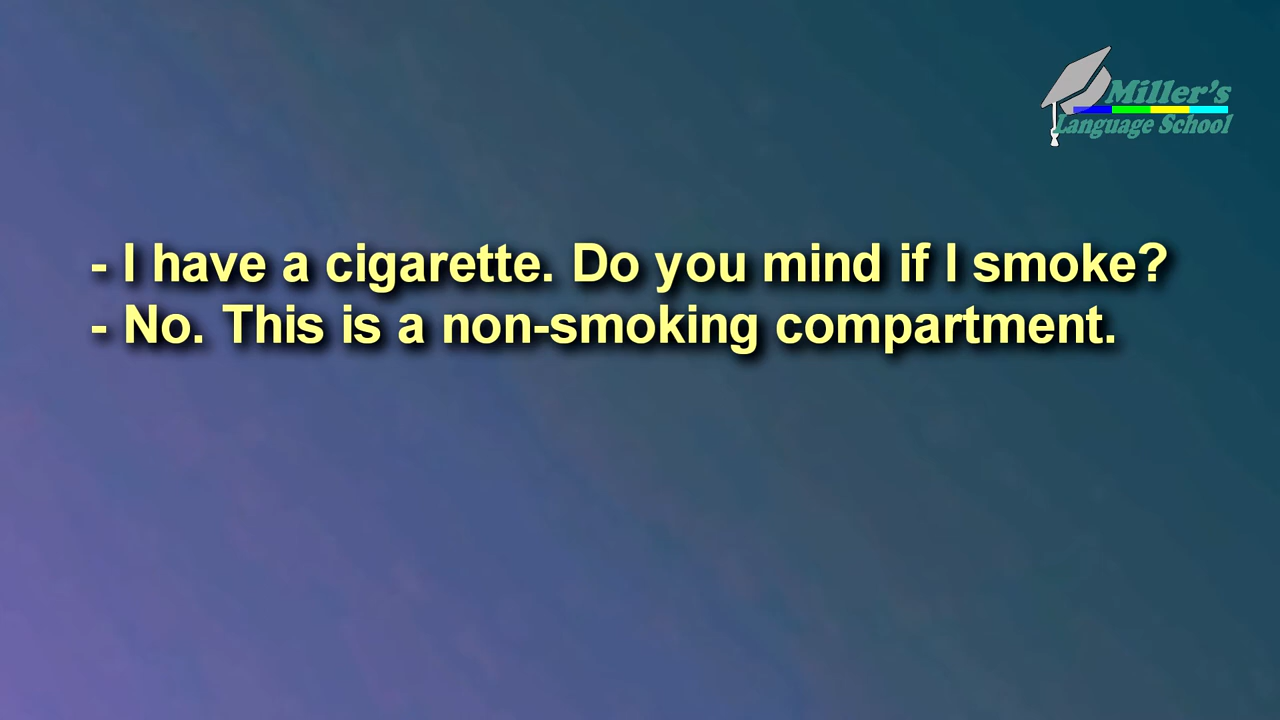 Miller's
Language School
- I have a cigarette. Do you mind if I smoke?
- No. This is a non-smoking compartment.